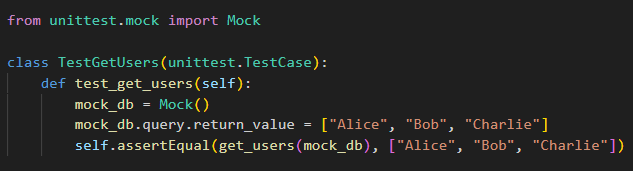 from unittest.mock import Mock
class TestGetUsers(unittest.TestCase):
    def test_get_users(self):
        mock_db = Mock()
        mock_db.query.return_value = ["Alice", "Bob", "Charlie"]
        self.assertEqual(get_users(mock_db), ["Alice", "Bob", "Charlie"])